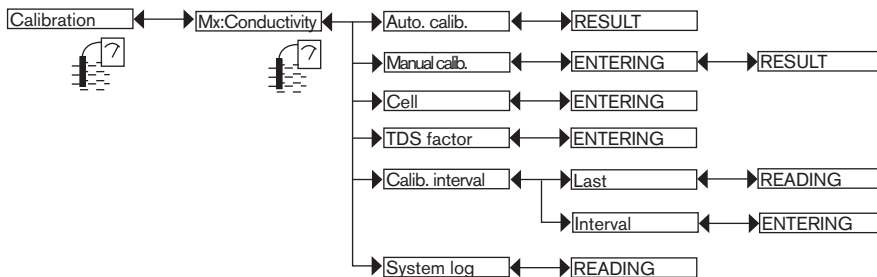 Calibration Mx:Conductivity Auto. calib. RESULT
Manual calib. ENTERING RESULT
Cell ENTERING
TDS factor ENTERING
Calib. interval Last READING
Interval ENTERING
System log READING